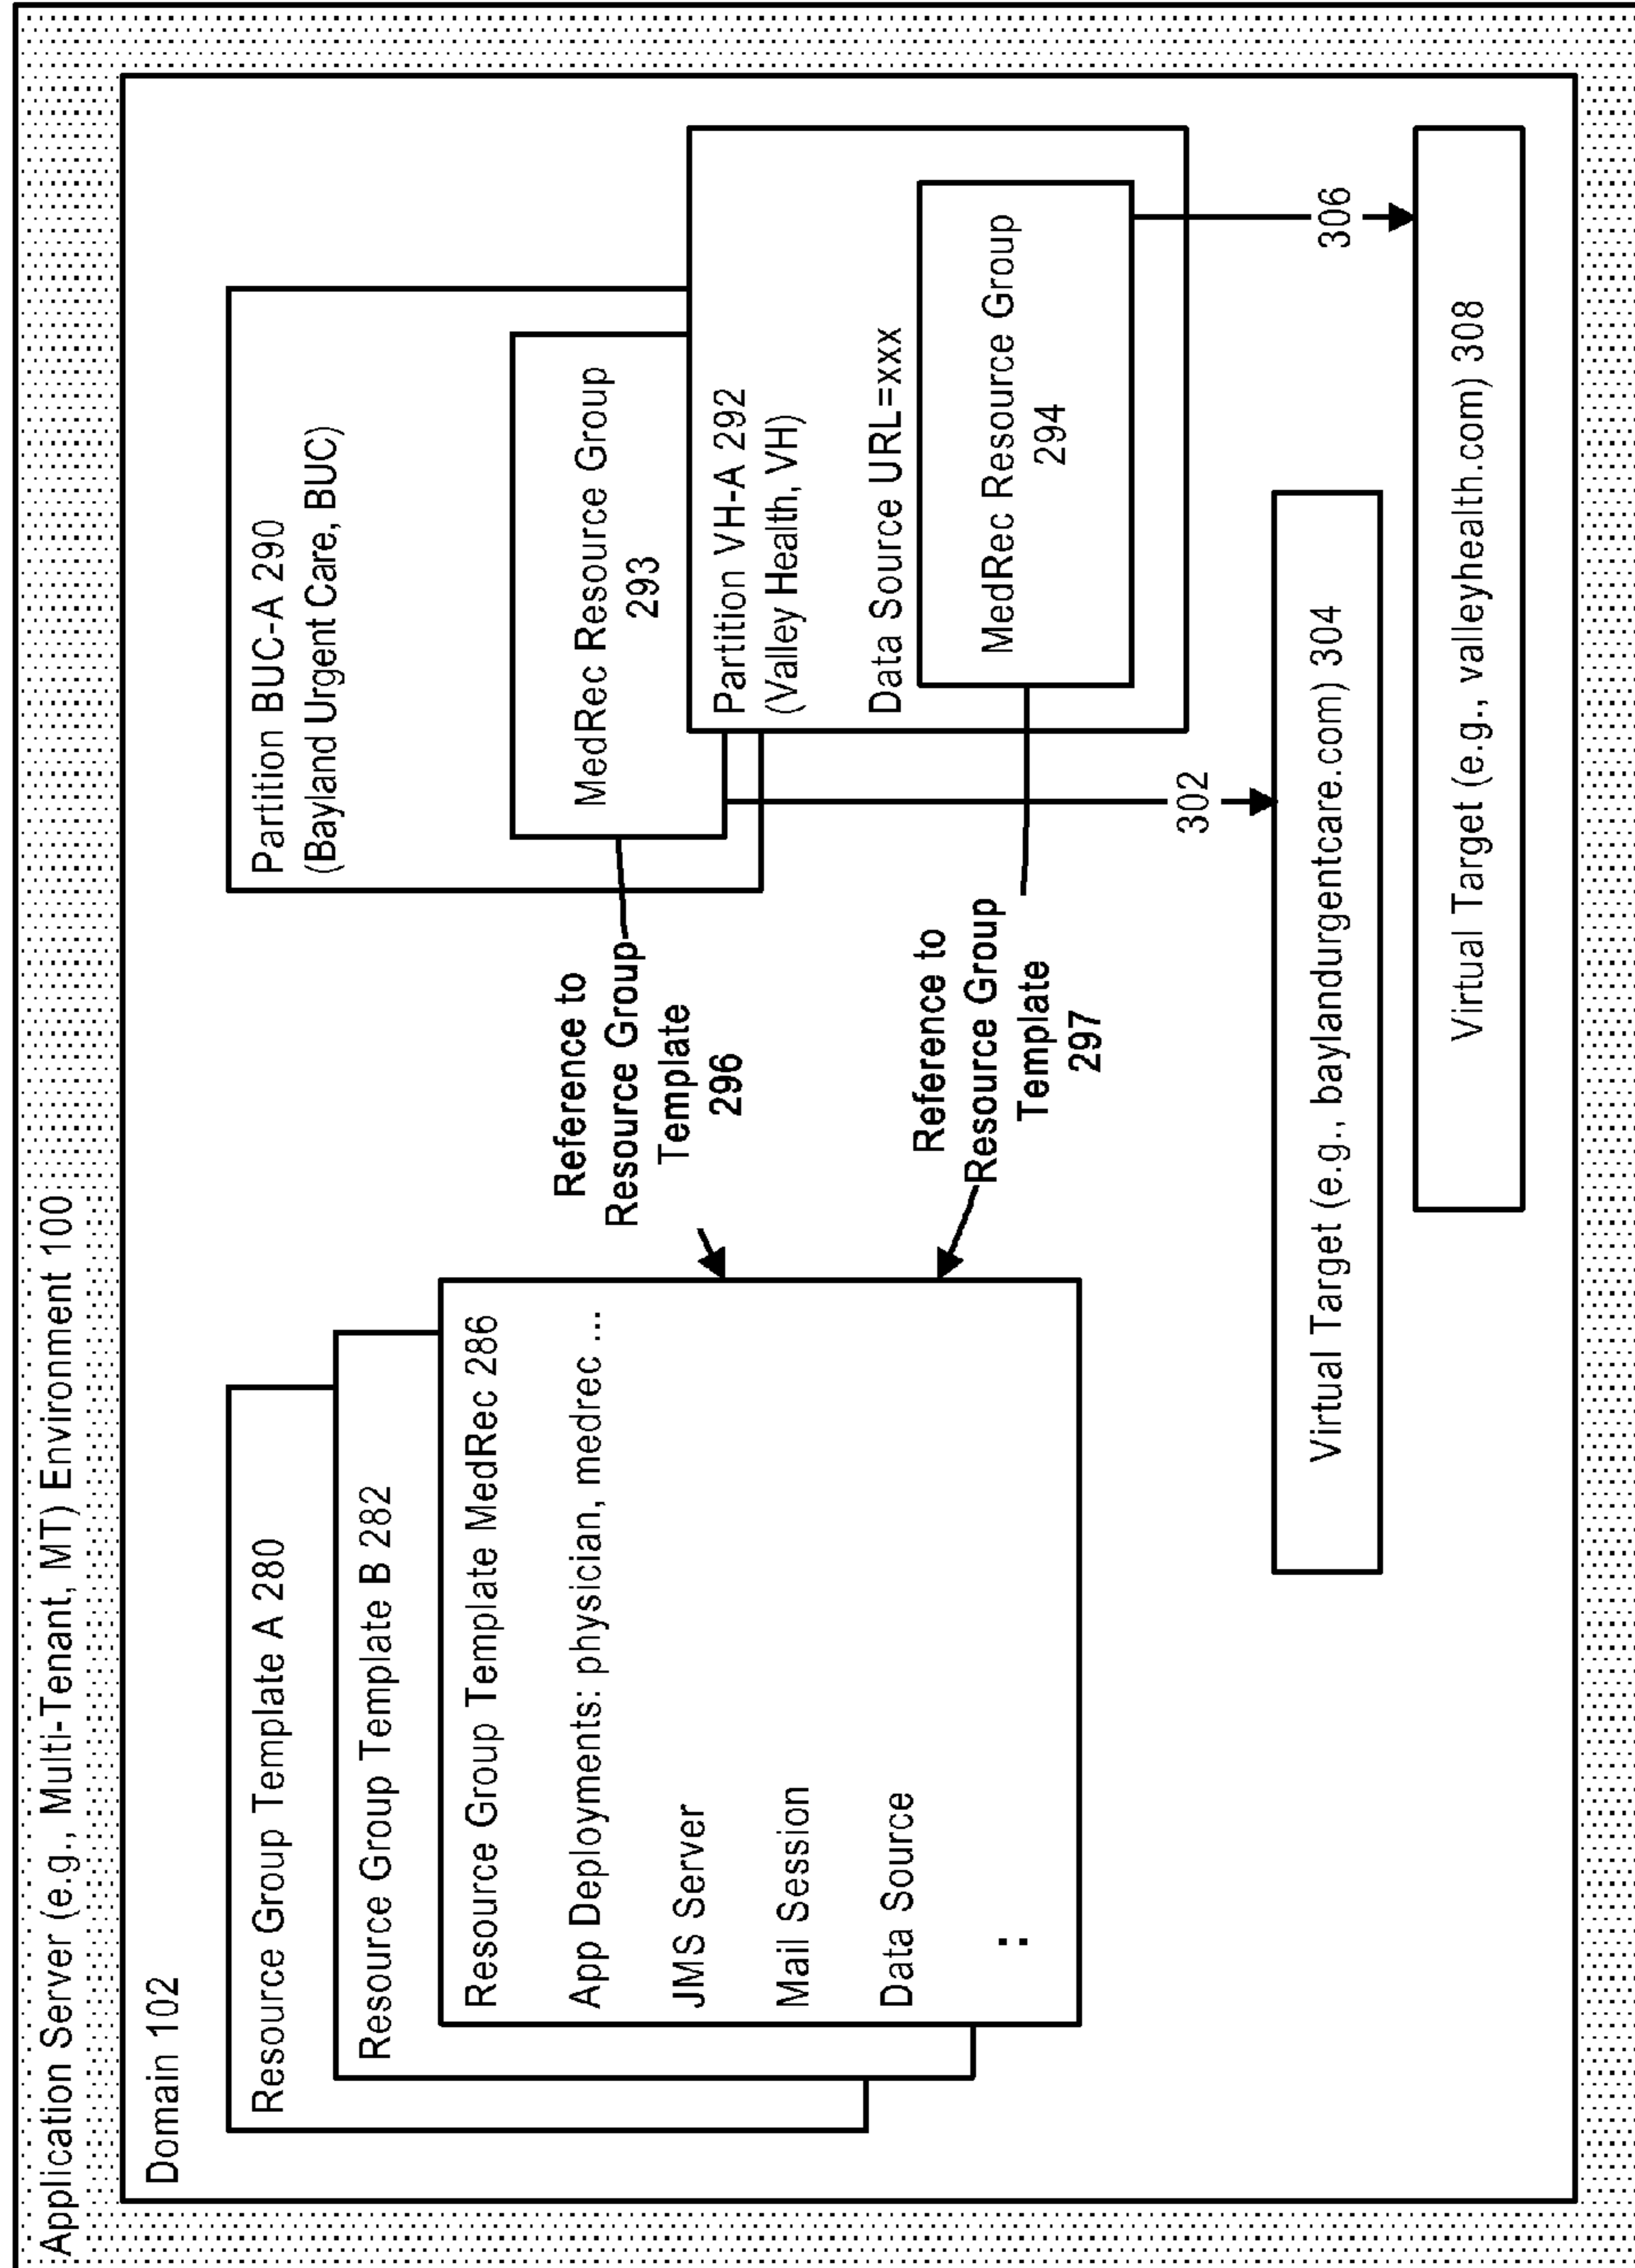 Application Server (e.g., Multi-Tenant, MT) Environment 100
Domain 102
Resource Group Template A 280
Resource Group Template B 282
Resource Group Template MedRec 286
App Deployments: physician, medrec ...
JMS Server
Mail Session
Data Source
:
Reference to
Resource Group
Template
296
Reference to
Resource Group
Template
297
Partition BUC-A 290
(Bayland Urgent Care, BUC)
MedRec Resource Group
293
Partition VH-A 292
(Valley Health, VH)
Data Source URL=xxx
MedRec Resource Group
294
302
306
Virtual Target (e.g., baylandurgentcare.com) 304
Virtual Target (e.g., valleyhealth.com) 308